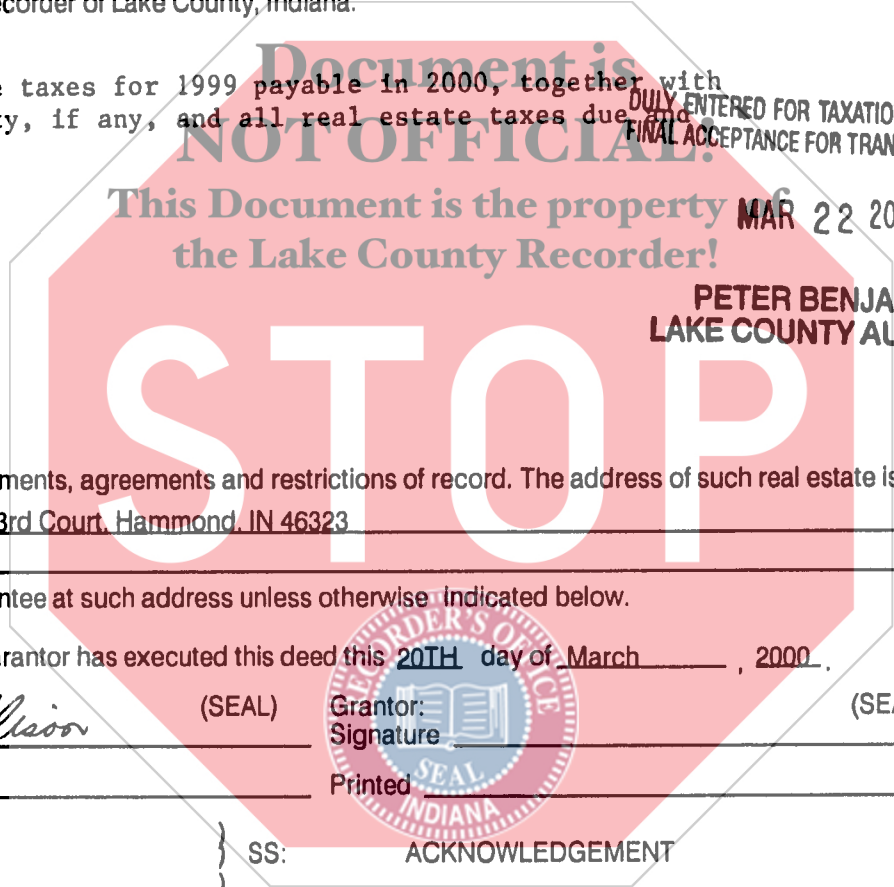 ecorder of Lake County, Indiana.
Document is
e taxes for 1999 payable in 2000, together with
ty, if any, and all real estate taxes due and
DULY ENTERED FOR TAXATIO
FINAL ACCEPTANCE FOR TRAN
NOT OFFICIAL!
This Document is the property of
MAR 22 20
the Lake County Recorder!
PETER BENJA
LAKE COUNTY AU
STOP
ments, agreements and restrictions of record. The address of such real estate is
3rd Court, Hammond, IN 46323
ntee at such address unless otherwise indicated below.
rantor has executed this deed this 20TH day of March , 2000 .
(SEAL) Grantor: (SEA
Signature
Printed
RECORDER'S OFFICE
SEAL
INDIANA
SS: ACKNOWLEDGEMENT